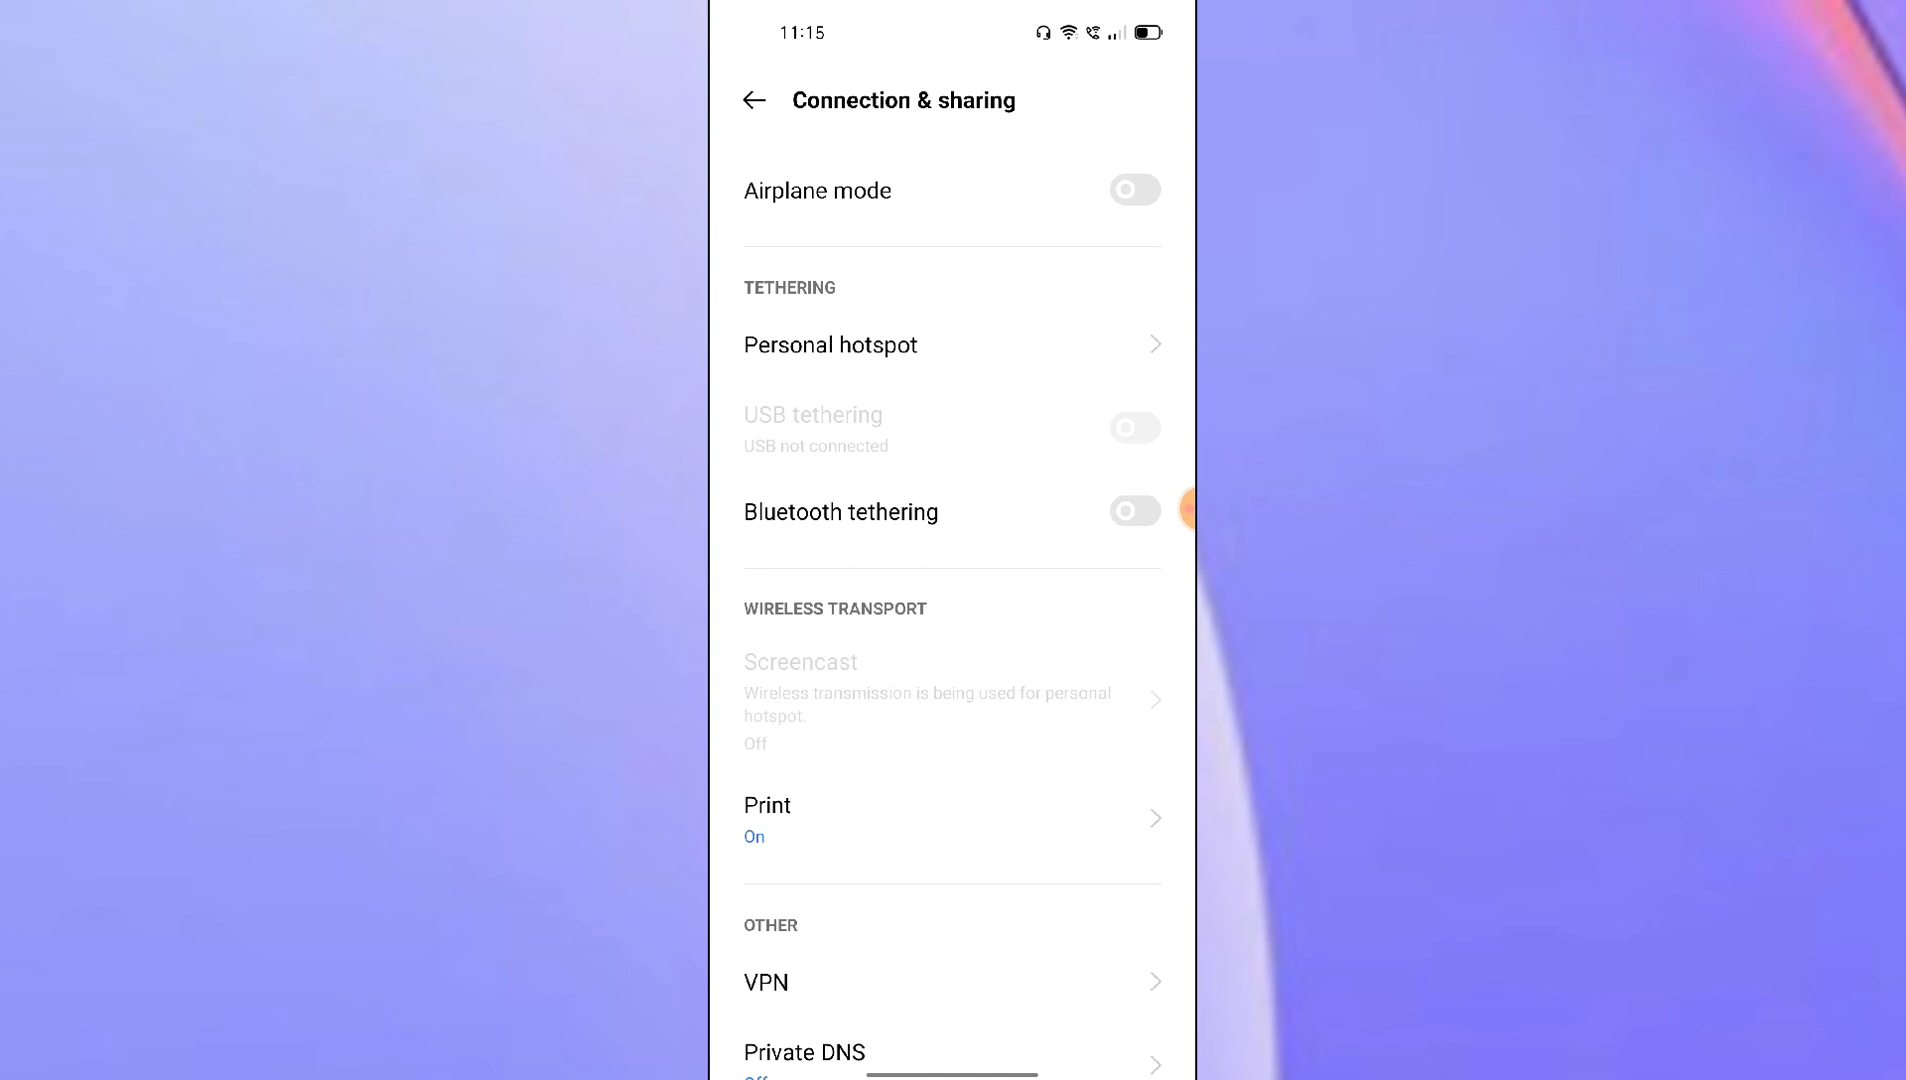 11:15
Connection & sharing
Airplane mode
TETHERING
Personal hotspot
USB tethering
USB not connected
Bluetooth tethering
WIRELESS TRANSPORT
Screencast
Wireless transmission is being used for personal
hotspot.
Off
Print
On
OTHER
VPN
Private DNS